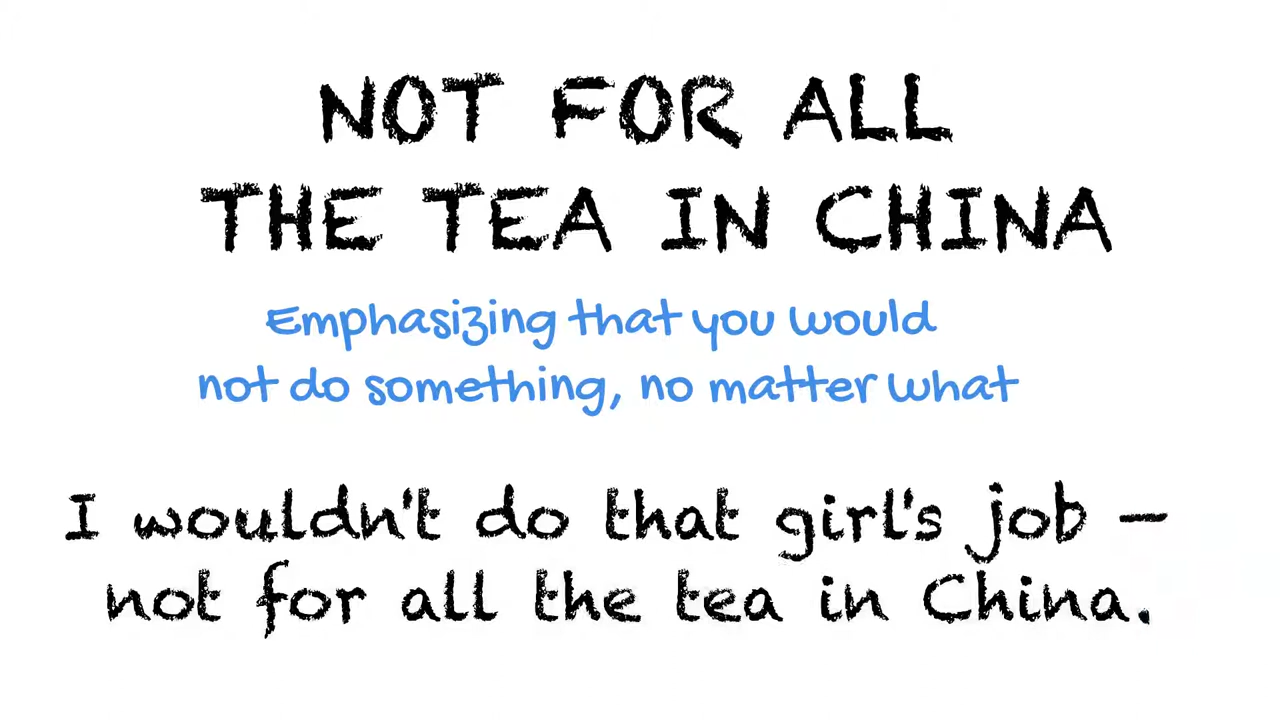 NOT FOR ALL
THE TEA IN CHINA
Emphasizing that you would
not do something, no matter what
I wouldn't do that girl's job –
not for all the tea in China.